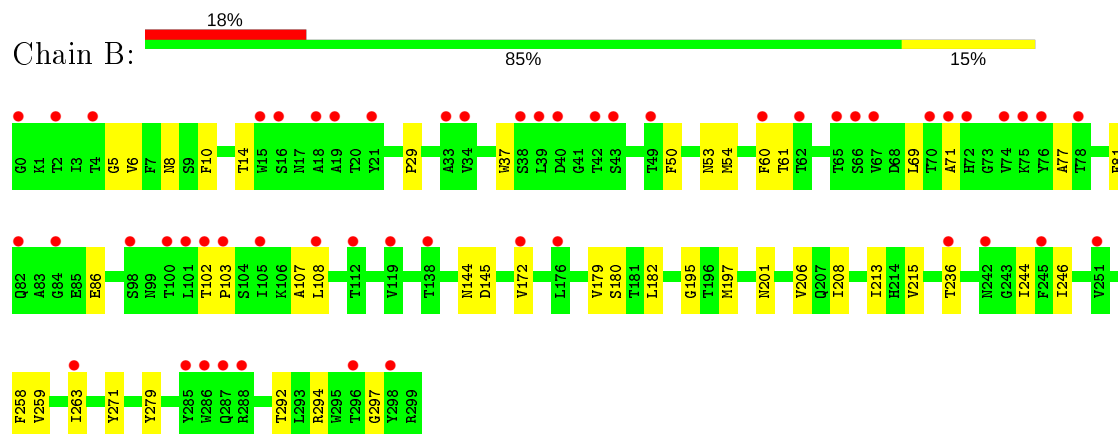 18%
Chain B:
85% 15%
G0 K1 T2 I3 T4 G5 V6 F7 N8 S9 F10 T14 W15 S16 N17 A18 A19 T20 Y21 P29 A33 V34 W37 S38 L39 D40 G41 T42 S43 T49 F50 N53 M54 F60 T61 T62 T65 S66 V67 D68 L69 T70 A71 H72 G73 V74 K75 Y76 A77 T78
Q82 A83 G84 E85 E86 S98 N99 T100 L101 T102 P103 S104 I105 K106 A107 L108 T112 V119 T138 N144 D145 V172 L176 V179 S180 T181 L182 G195 T196 M197 N201 V206 Q207 I208 I213 H214 V215 T236 N242 G243 I244 F245 I246 V251
F258 V259 I263 Y271 Y279 Y285 W286 Q287 R288 T292 L293 R294 W295 T296 G297 Y298 R299